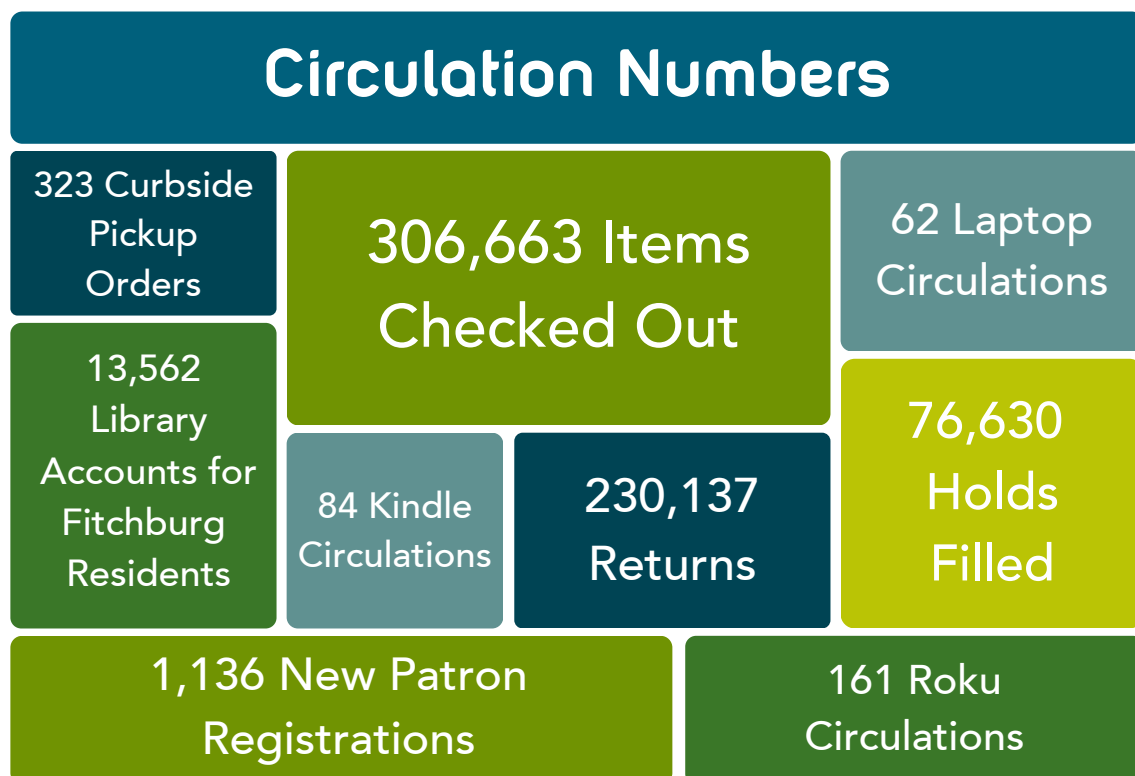 Circulation Numbers
323 Curbside
Pickup
Orders
306,663 Items
Checked Out
62 Laptop
Circulations
13,562
Library
Accounts for
Fitchburg
Residents
84 Kindle
Circulations
230,137
Returns
76,630
Holds
Filled
1,136 New Patron
Registrations
161 Roku
Circulations